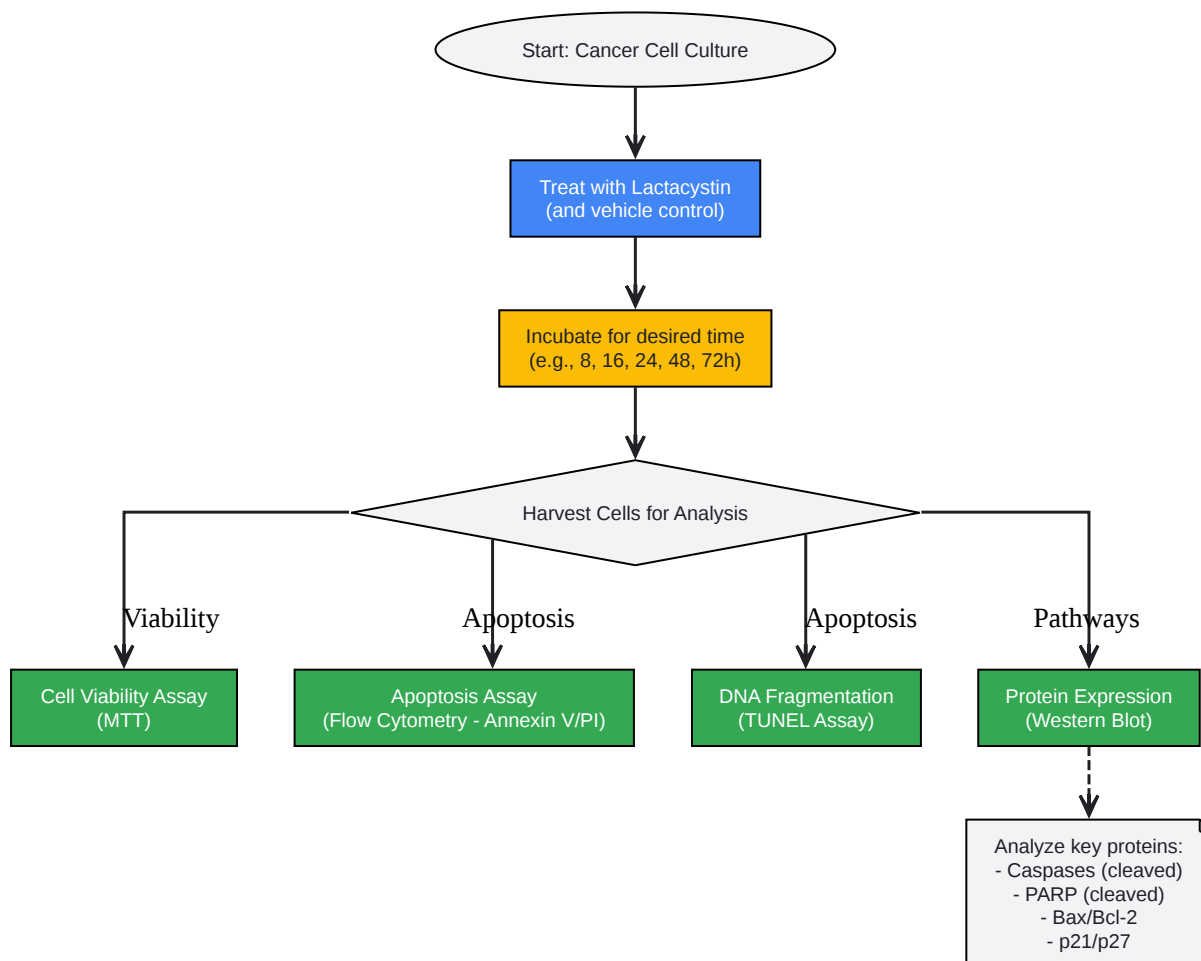 Start: Cancer Cell Culture
Treat with Lactacystin
(and vehicle control)
Incubate for desired time
(e.g., 8, 16, 24, 48, 72h)
Harvest Cells for Analysis
Viability
Apoptosis
Apoptosis
Pathways
Cell Viability Assay
(MTT)
Apoptosis Assay
(Flow Cytometry - Annexin V/PI)
DNA Fragmentation
(TUNEL Assay)
Protein Expression
(Western Blot)
Analyze key proteins:
- Caspases (cleaved)
- PARP (cleaved)
- Bax/Bcl-2
- p21/p27